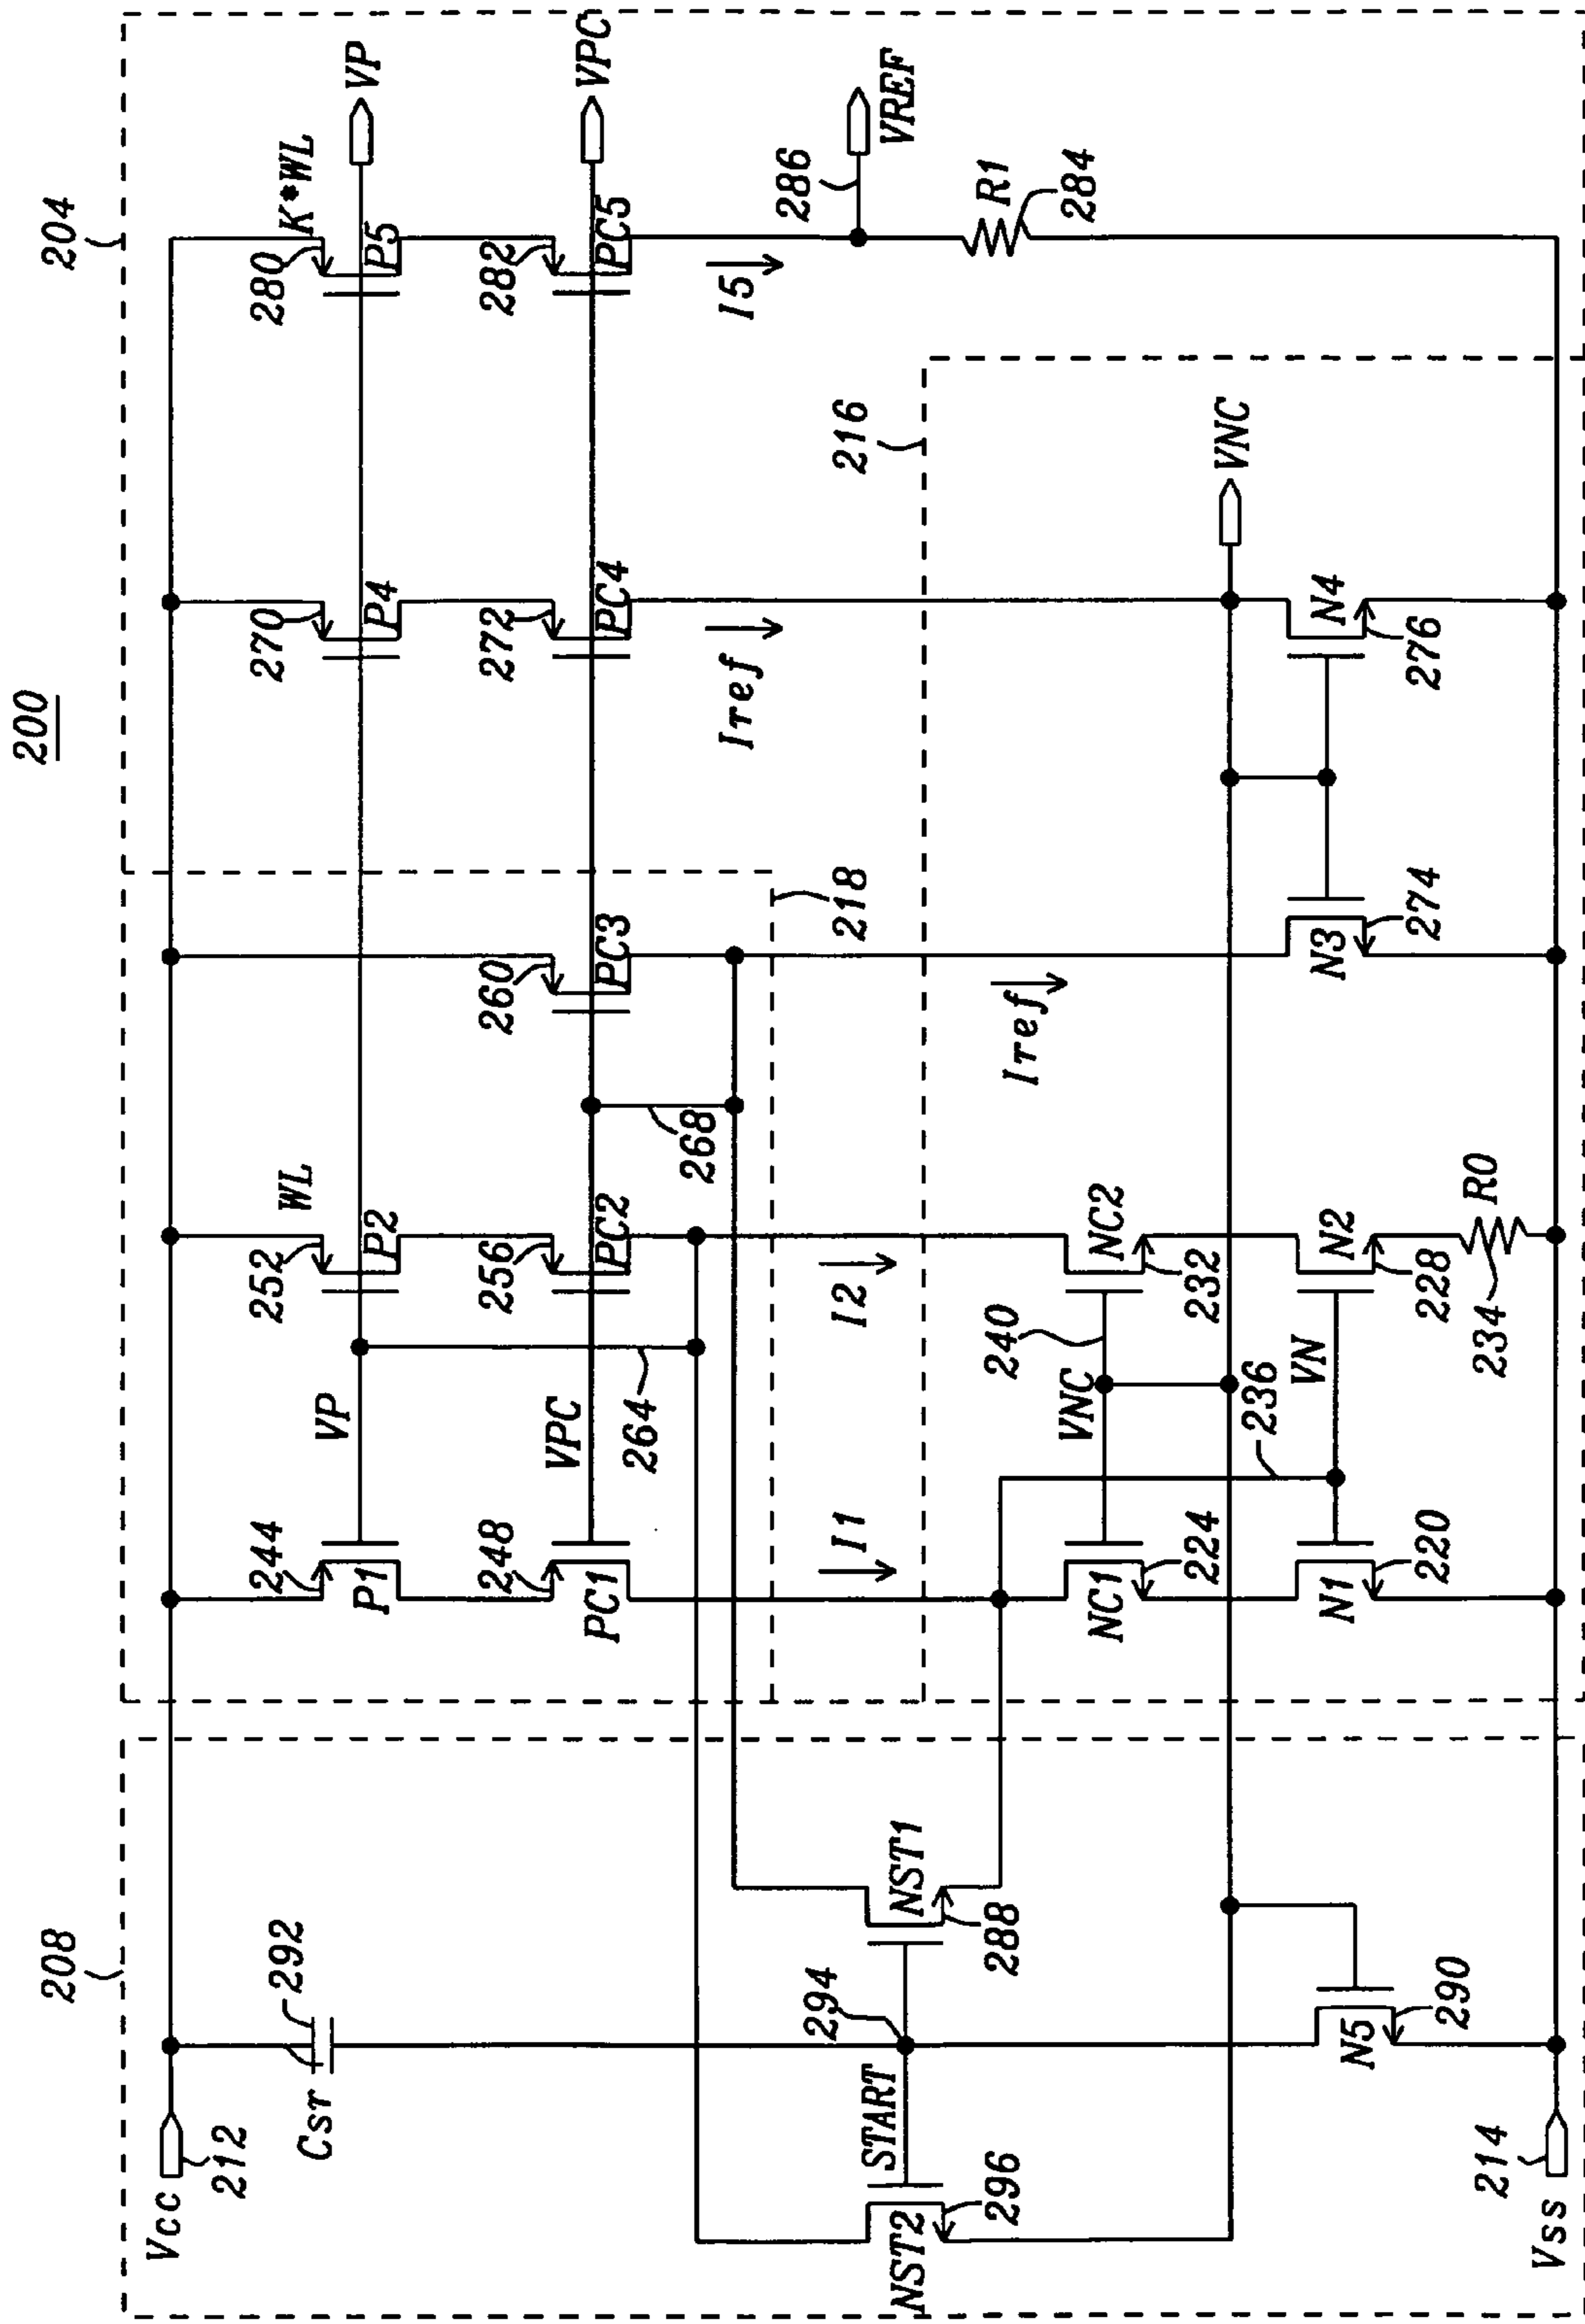 200
204
208
Vcc
212
Csr
292
244
P1
VP
252
WL
P2
270
P4
280
K*WL
P5
VP
248
PC1
VPC
264
256
PC2
268
260
PC3
218
272
PC4
282
PC5
VPC
I1
I2
Iref
I5
216
286
VREF
R1
284
294
START
NST2
296
NST1
288
NC1
224
VNC
240
NC2
232
Iref
VNC
236
N1
220
VN
N2
228
234
R0
N3
274
N4
276
N5
290
Vss
214